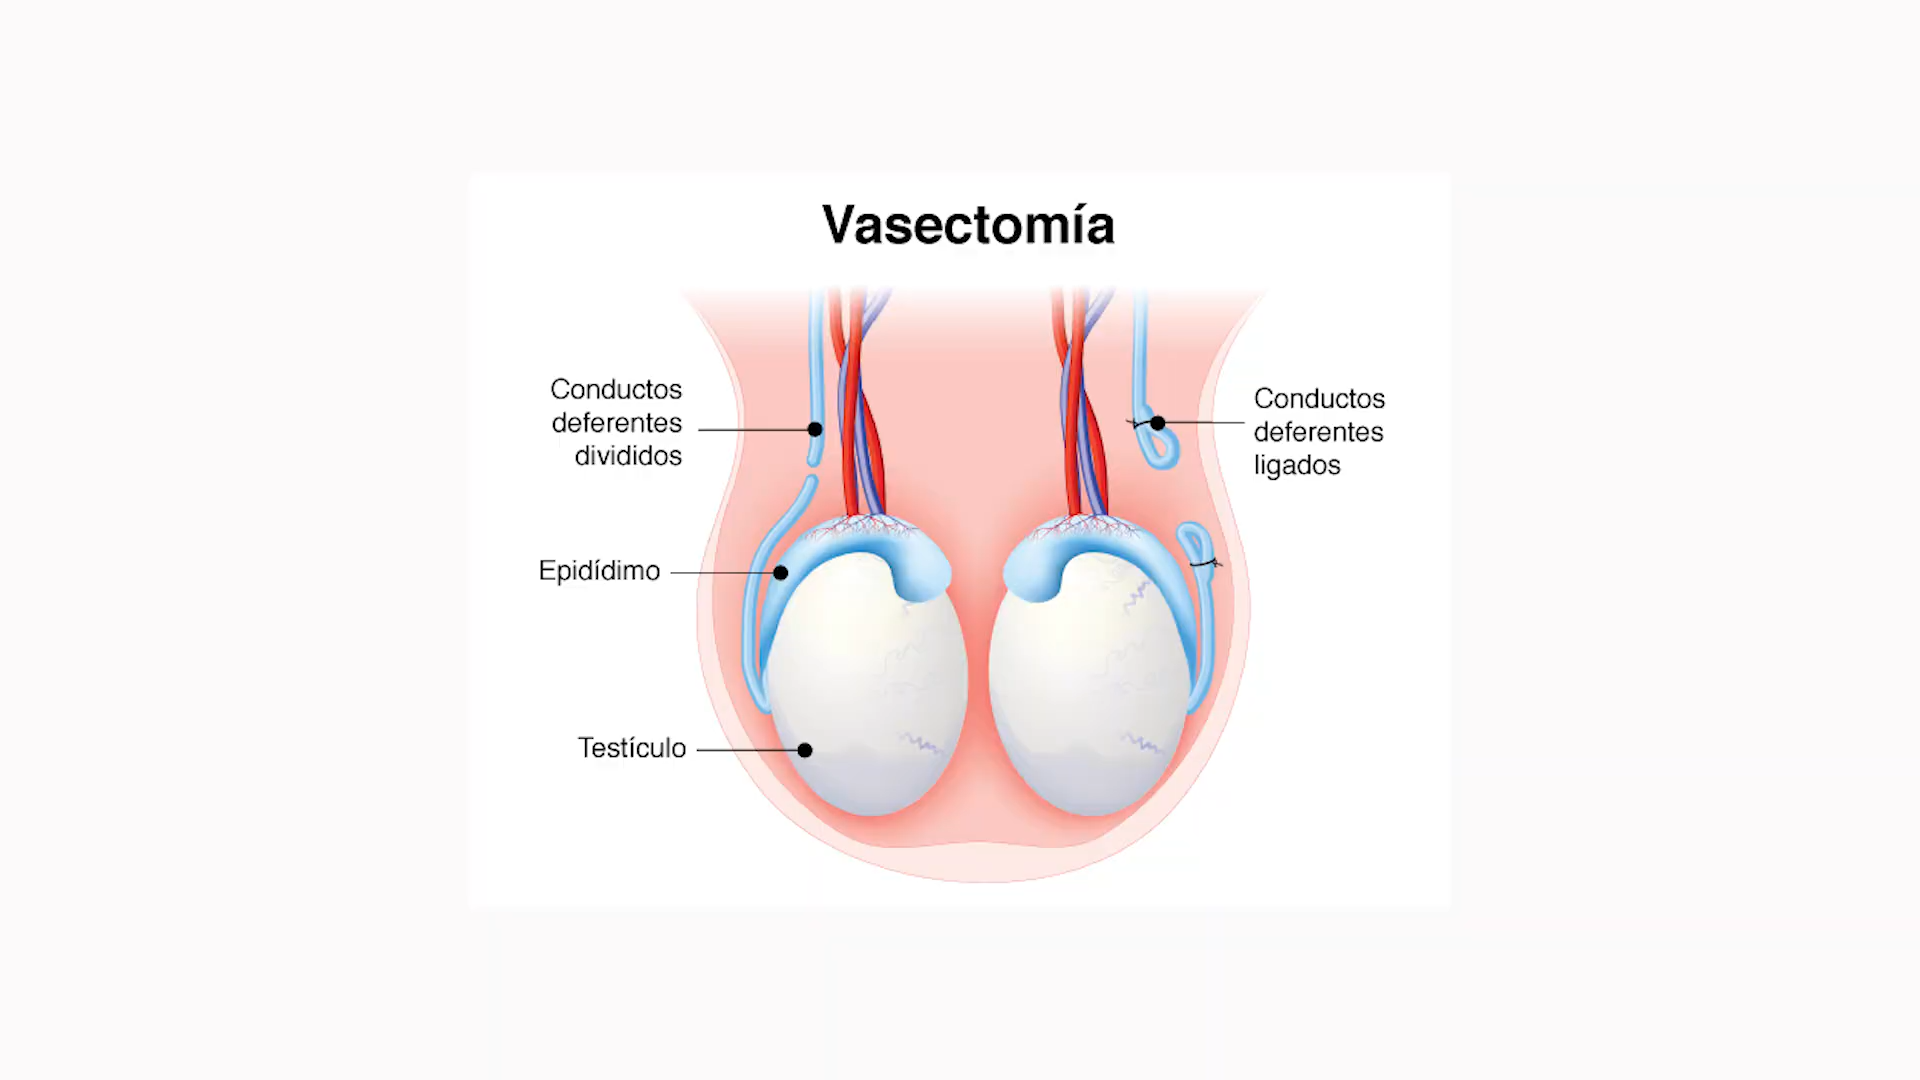 Vasectomía
Conductos
deferentes
divididos
Conductos
deferentes
ligados
Epidídimo
Testículo